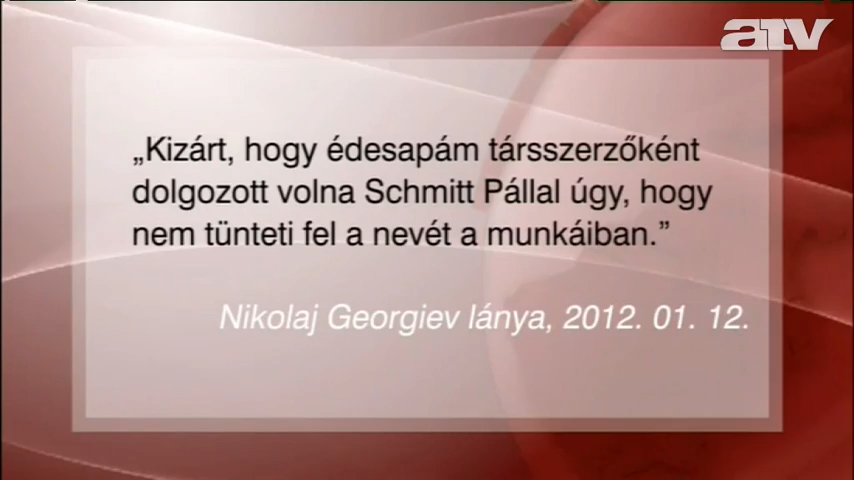 atv
„Kizárt, hogy édesapám társszerzőként
dolgozott volna Schmitt Pállal úgy, hogy
nem tünteti fel a nevét a munkáiban.”
Nikolaj Georgiev lánya, 2012. 01. 12.